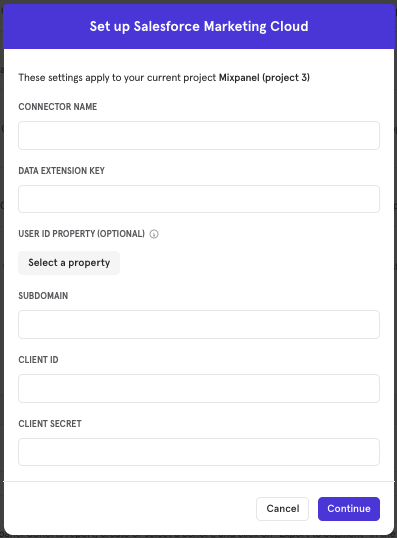 Set up Salesforce Marketing Cloud
These settings apply to your current project Mixpanel (project 3)
CONNECTOR NAME
DATA EXTENSION KEY
USER ID PROPERTY (OPTIONAL)
Select a property
SUBDOMAIN
CLIENT ID
CLIENT SECRET
Cancel
Continue